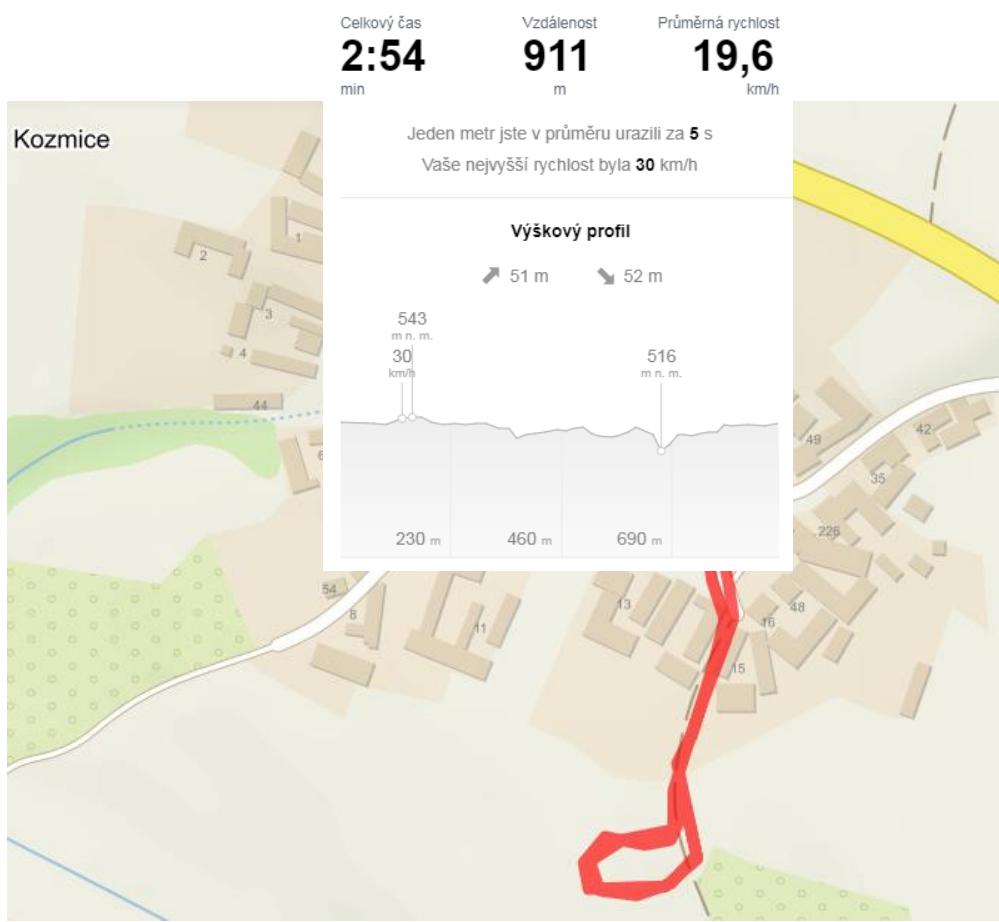 Celkový čas Vzdálenost Průměrná rychlost
2:54 911 19,6
min m km/h
Jeden metr jste v průměru urazili za 5 s
Vaše nejvyšší rychlost byla 30 km/h
Výškový profil
51 m 52 m
543
m n. m.
30
km/h
516
m n. m.
230 m 460 m 690 m
Kozmice
1
2
3
4
44
6
49
42
35
226
54
8
11
13
48
16
15